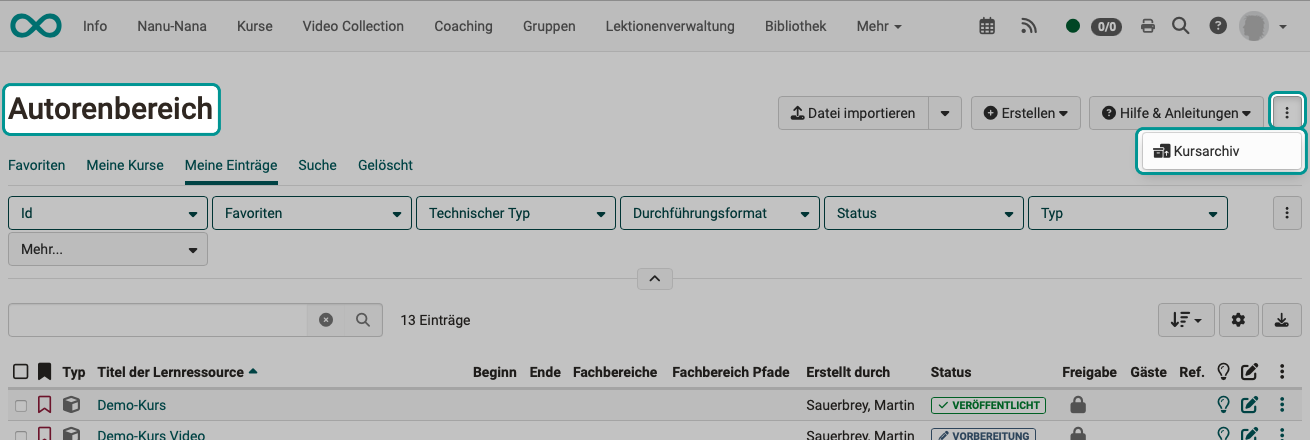 Info Nanu-Nana Kurse Video Collection Coaching Gruppen Lektionenverwaltung Bibliothek Mehr 0/0
Autorenbereich
Datei importieren Erstellen Hilfe & Anleitungen
Kursarchiv
Favoriten Meine Kurse Meine Einträge Suche Gelöscht
Id Favoriten Technischer Typ Durchführungsformat Status Typ
Mehr...
13 Einträge
Typ Titel der Lernressource Beginn Ende Fachbereiche Fachbereich Pfade Erstellt durch Status Freigabe Gäste Ref.
Demo-Kurs Sauerbrey, Martin VERÖFFENTLICHT
Demo-Kurs Video Sauerbrey, Martin VORBEREITUNG